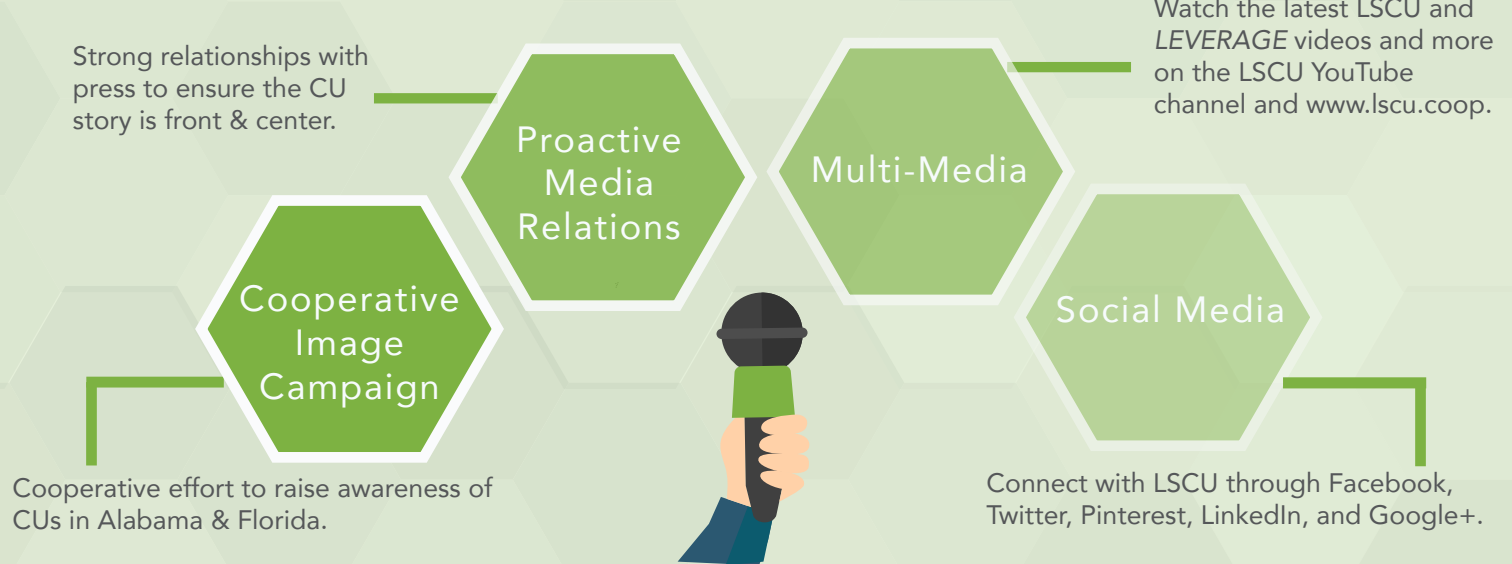 Strong relationships with
press to ensure the CU
story is front & center.
Proactive
Media
Relations
Multi-Media
Watch the latest LSCU and
LEVERAGE videos and more
on the LSCU YouTube
channel and www.lscu.coop.
Cooperative
Image
Campaign
Social Media
Cooperative effort to raise awareness of
CUs in Alabama & Florida.
Connect with LSCU through Facebook,
Twitter, Pinterest, LinkedIn, and Google+.